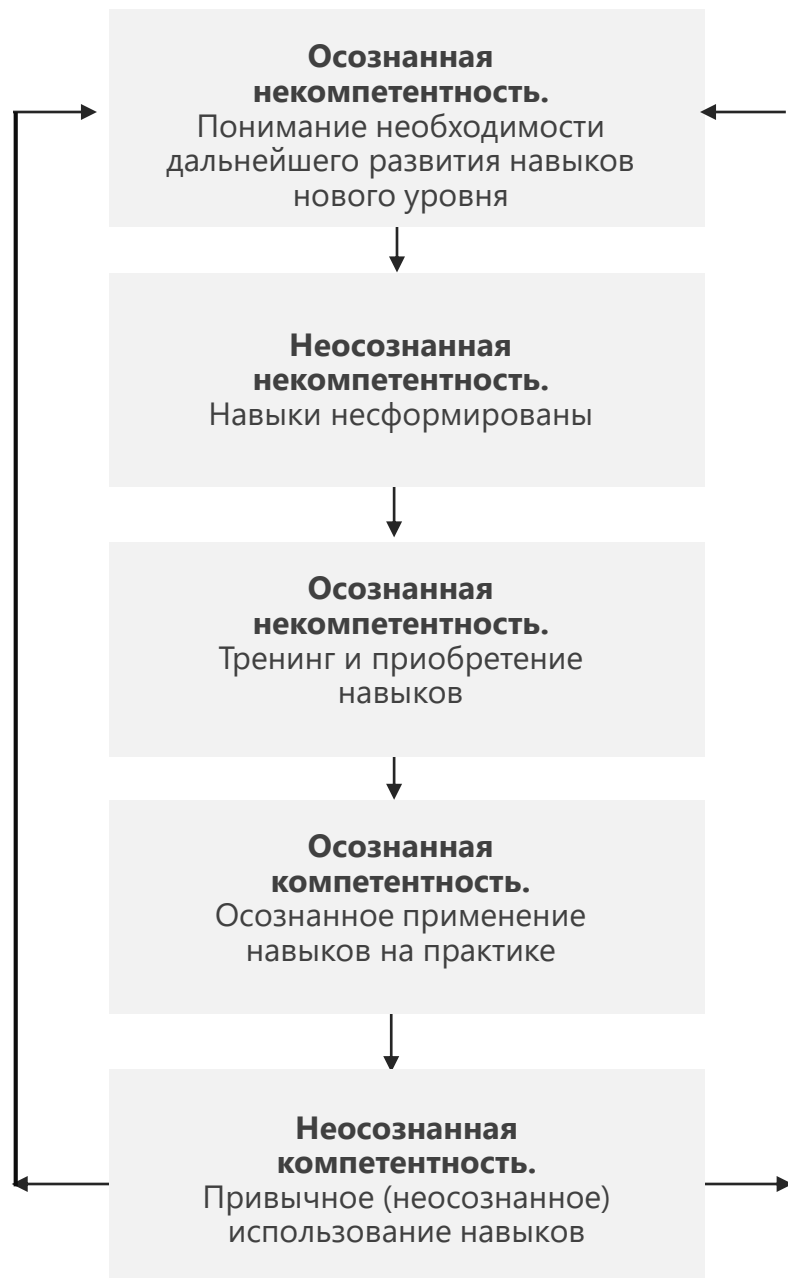 Осознанная
некомпетентность.
Понимание необходимости
дальнейшего развития навыков
нового уровня
Неосознанная
некомпетентность.
Навыки несформированы
Осознанная
некомпетентность.
Тренинг и приобретение
навыков
Осознанная
компетентность.
Осознанное применение
навыков на практике
Неосознанная
компетентность.
Привычное (неосознанное)
использование навыков